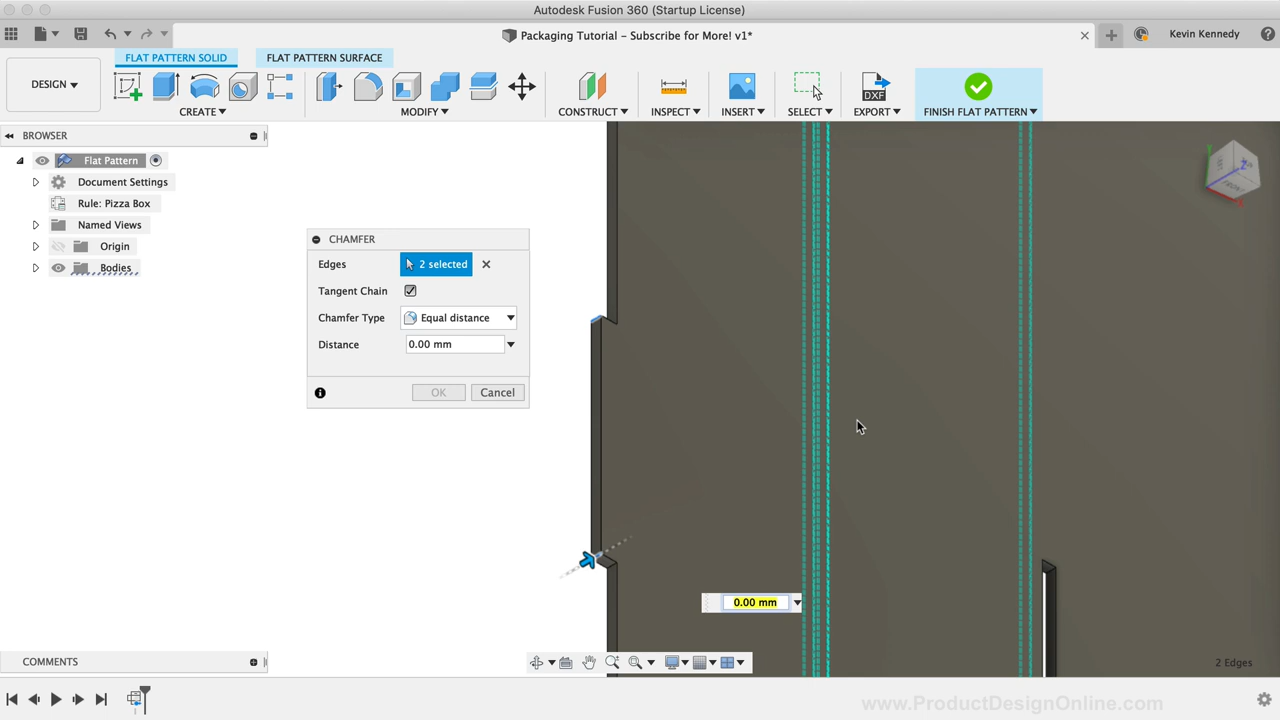 Autodesk Fusion 360 (Startup License)
Packaging Tutorial – Subscribe for More! v1*
Kevin Kennedy
FLAT PATTERN SOLID
FLAT PATTERN SURFACE
DESIGN
CREATE
MODIFY
CONSTRUCT
INSPECT
INSERT
SELECT
DXF
EXPORT
FINISH FLAT PATTERN
BROWSER
Flat Pattern
Document Settings
Rule: Pizza Box
Named Views
Origin
Bodies
CHAMFER
Edges
2 selected
Tangent Chain
Chamfer Type
Equal distance
Distance
0.00 mm
OK
Cancel
Y
Z
X
FRONT
0.00 mm
COMMENTS
2 Edges
www.ProductDesignOnline.com